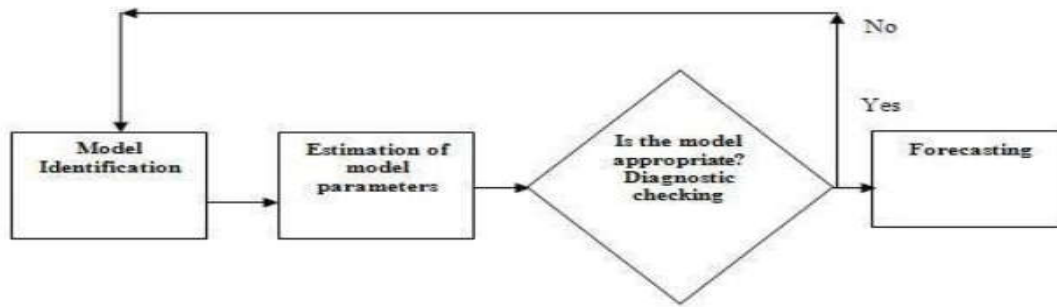 No
Yes
Model
Identification
Estimation of
model
parameters
Is the model
appropriate?
Diagnostic
checking
Forecasting